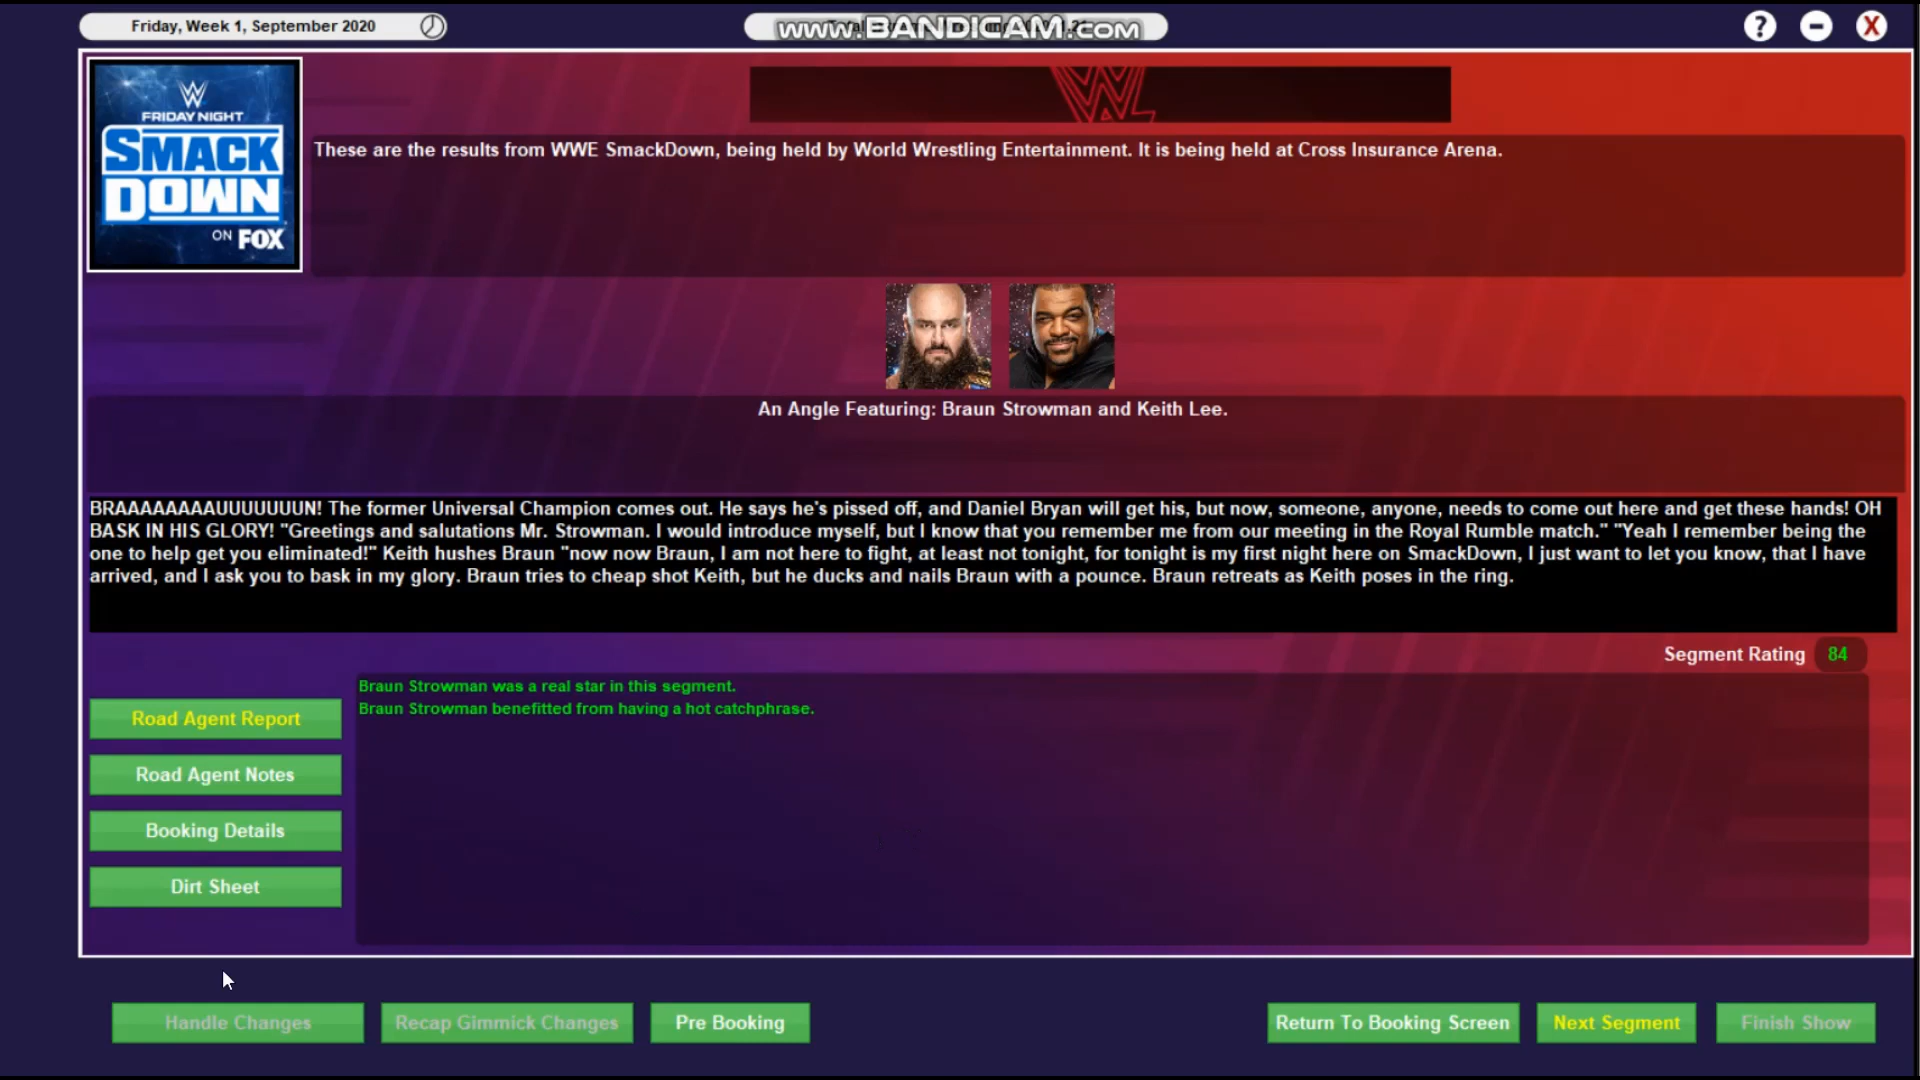 Friday, Week 1, September 2020
www.BANDICAM.com
?
X
W
FRIDAY NIGHT
SMACK
DOWN
ON FOX
These are the results from WWE SmackDown, being held by World Wrestling Entertainment. It is being held at Cross Insurance Arena.
An Angle Featuring: Braun Strowman and Keith Lee.
BRAAAAAAAAUUUUUUUN! The former Universal Champion comes out. He says he's pissed off, and Daniel Bryan will get his, but now, someone, anyone, needs to come out here and get these hands! OH
BASK IN HIS GLORY! "Greetings and salutations Mr. Strowman. I would introduce myself, but I know that you remember me from our meeting in the Royal Rumble match." "Yeah I remember being the
one to help get you eliminated!" Keith hushes Braun "now now Braun, I am not here to fight, at least not tonight, for tonight is my first night here on SmackDown, I just want to let you know, that I have
arrived, and I ask you to bask in my glory. Braun tries to cheap shot Keith, but he ducks and nails Braun with a pounce. Braun retreats as Keith poses in the ring.
Segment Rating 84
Braun Strowman was a real star in this segment.
Braun Strowman benefitted from having a hot catchphrase.
Road Agent Report
Road Agent Notes
Booking Details
Dirt Sheet
Handle Changes
Recap Gimmick Changes
Pre Booking
Return To Booking Screen
Next Segment
Finish Show